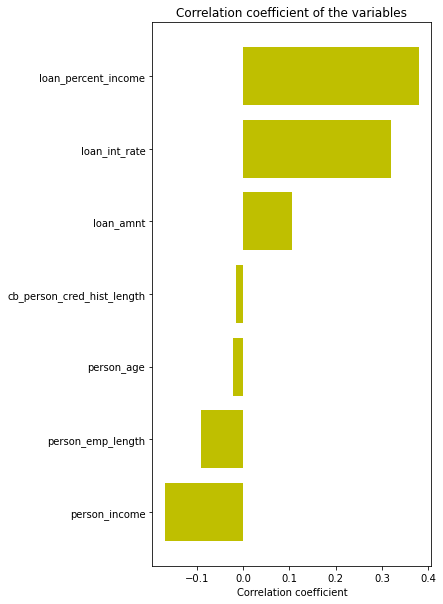 Correlation coefficient of the variables
loan_percent_income
loan_int_rate
loan_amnt
cb_person_cred_hist_length
person_age
person_emp_length
person_income
−0.1 0.0 0.1 0.2 0.3 0.4
Correlation coefficient